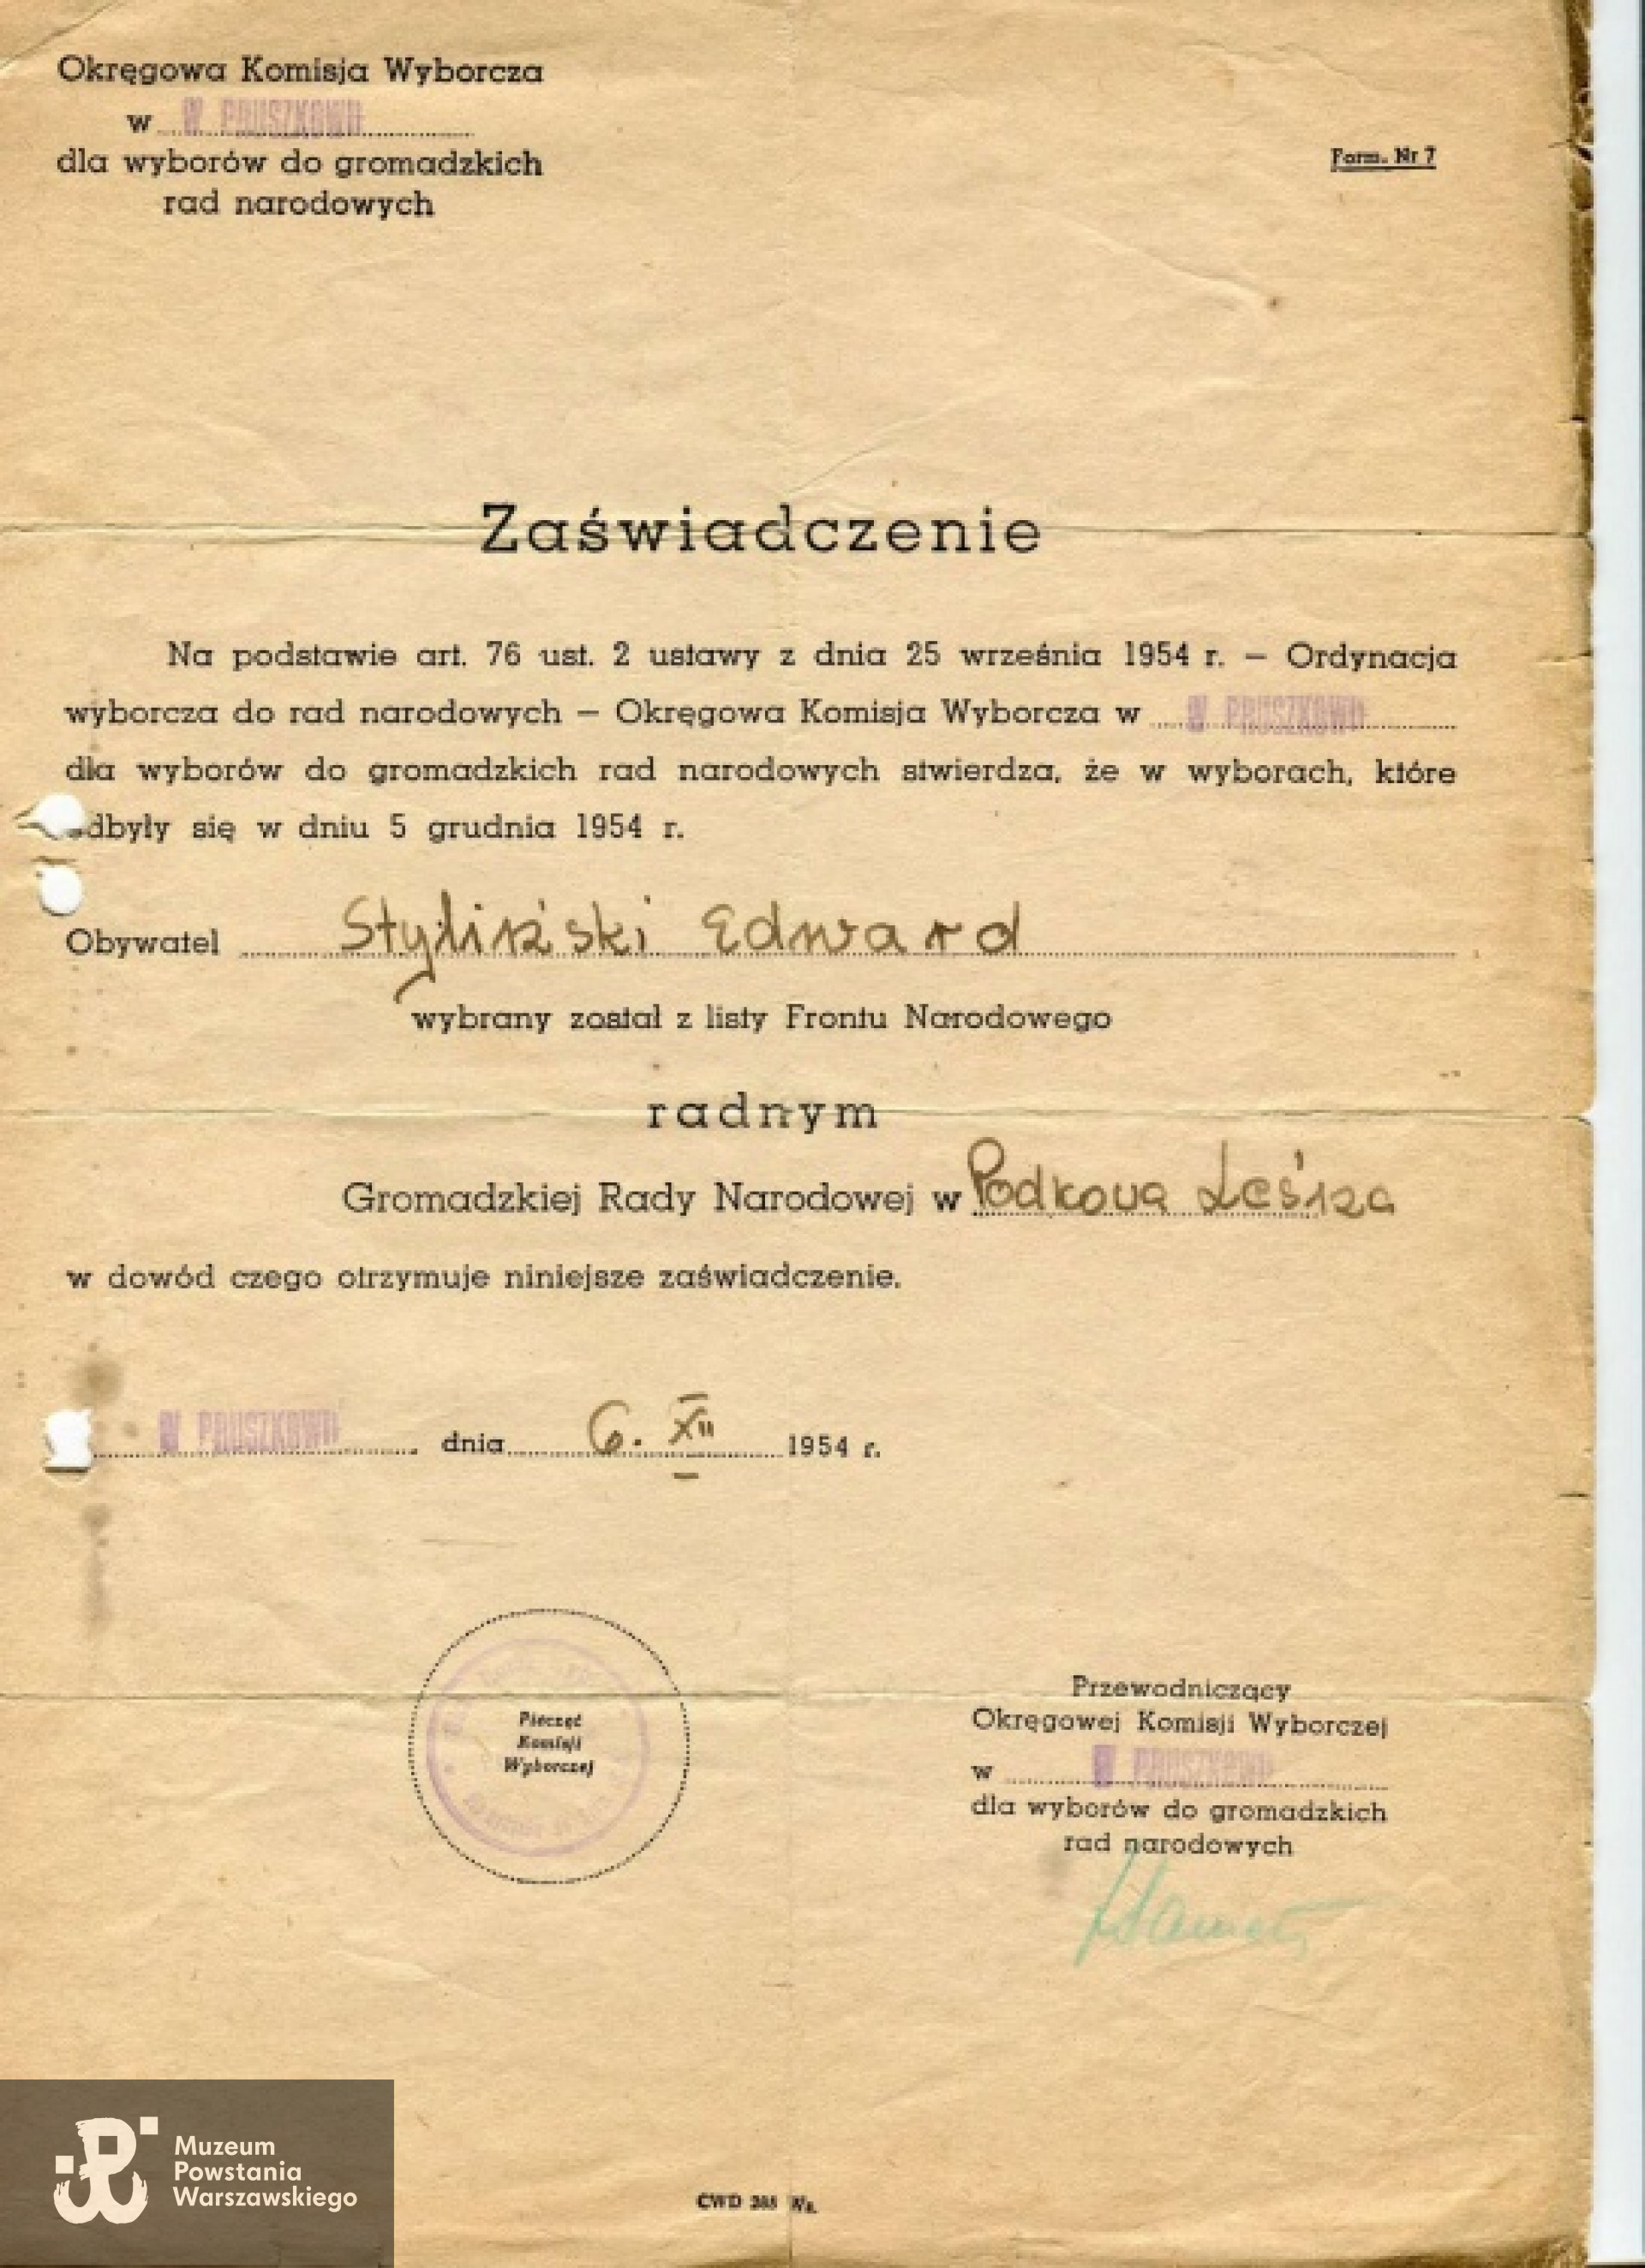 Okręgowa Komisja Wyborcza
w W PRUSZKOWIE
dla wyborów do gromadzkich
rad narodowych
Form. Nr 7
Zaświadczenie
Na podstawie art. 76 ust. 2 ustawy z dnia 25 września 1954 r. — Ordynacja
wyborcza do rad narodowych — Okręgowa Komisja Wyborcza w W PRUSZKOWIE
dla wyborów do gromadzkich rad narodowych stwierdza, że w wyborach, które
odbyły się w dniu 5 grudnia 1954 r.
Obywatel Styliński Edward
wybrany został z listy Frontu Narodowego
radnym
Gromadzkiej Rady Narodowej w Podkowa Leśna
w dowód czego otrzymuje niniejsze zaświadczenie.
W PRUSZKOWIE dnia 6. XII 1954 r.
Pieczęć
Komisji
Wyborczej
Przewodniczący
Okręgowej Komisji Wyborczej
w W PRUSZKOWIE
dla wyborów do gromadzkich
rad narodowych
Muzeum
Powstania
Warszawskiego
CWD